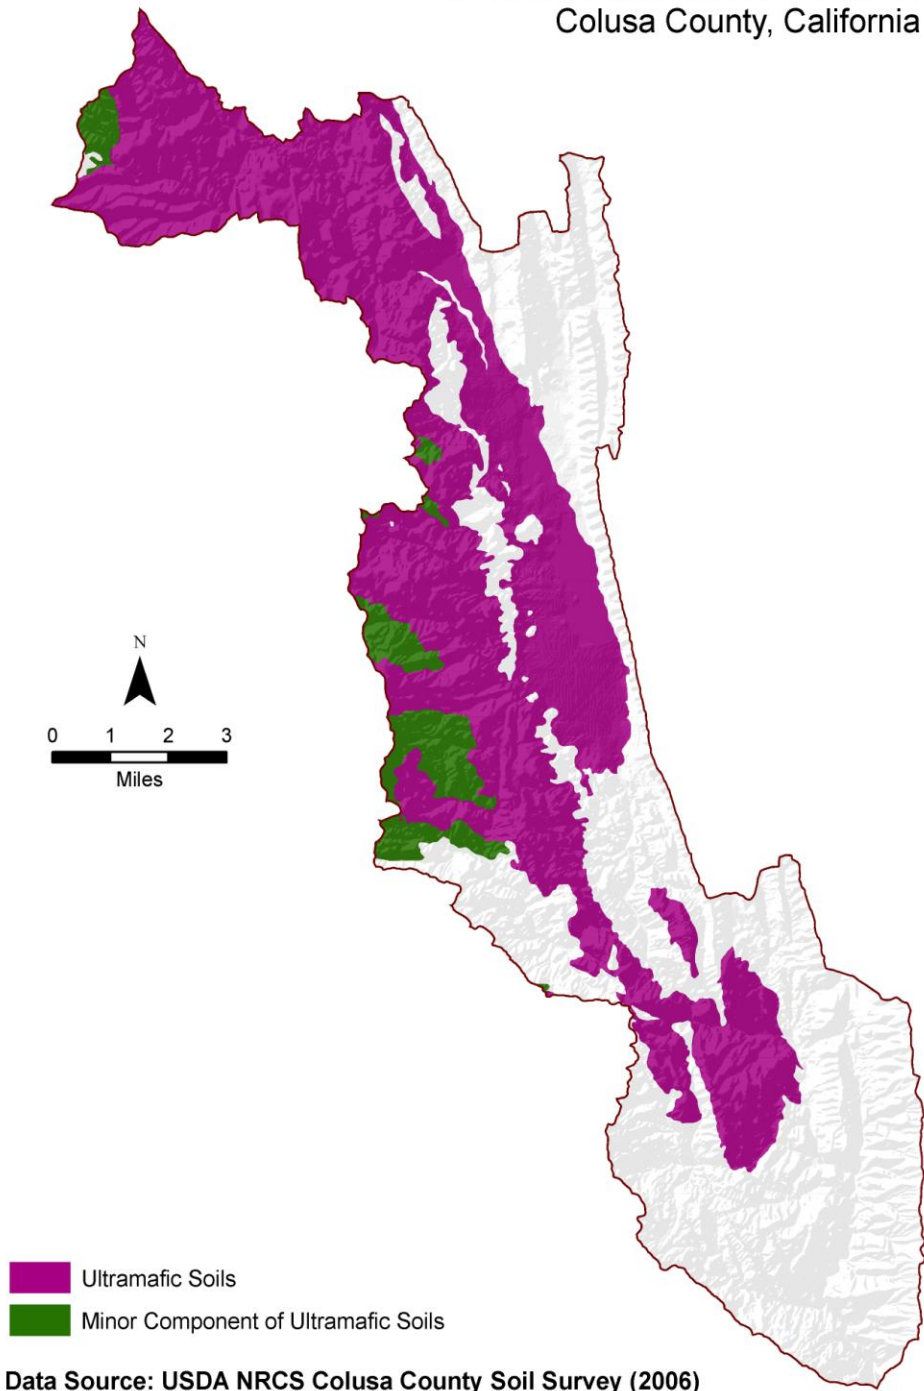 Colusa County, California
N
0 1 2 3
Miles
Ultramafic Soils
Minor Component of Ultramafic Soils
Data Source: USDA NRCS Colusa County Soil Survey (2006)